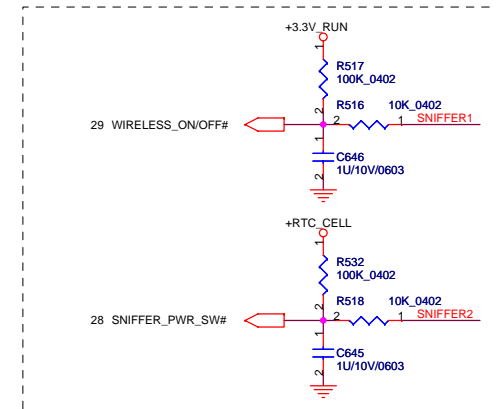 +3.3V_RUN
1
R517
100K_0402
2
R516 10K_0402
29 WIRELESS_ON/OFF#
2 1 SNIFFER1
1
C646
1U/10V/0603
2
+RTC_CELL
1
R532
100K_0402
2
R518 10K_0402
28 SNIFFER_PWR_SW#
2 1 SNIFFER2
1
C645
1U/10V/0603
2